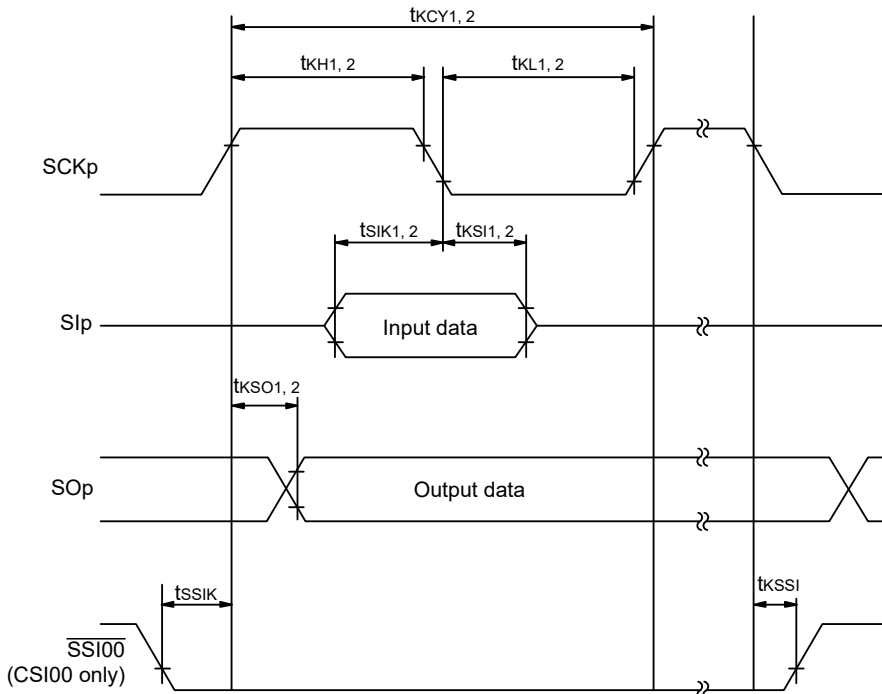 tKCY1, 2
tKH1, 2
tKL1, 2
SCKp
tSIK1, 2
tKSI1, 2
SIp
Input data
tKSO1, 2
SOp
Output data
tSSIK
tKSSI
SSI00
(CSI00 only)